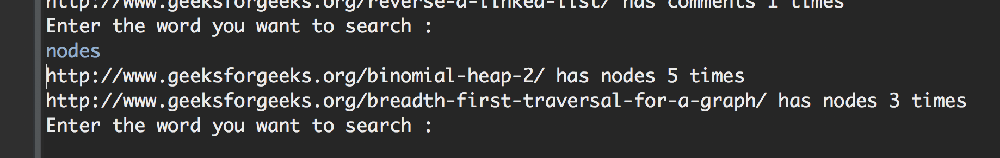 http://www.geeksforgeeks.org/reverse-a-linked-list/ has comments 1 times
Enter the word you want to search :
nodes
http://www.geeksforgeeks.org/binomial-heap-2/ has nodes 5 times
http://www.geeksforgeeks.org/breadth-first-traversal-for-a-graph/ has nodes 3 times
Enter the word you want to search :